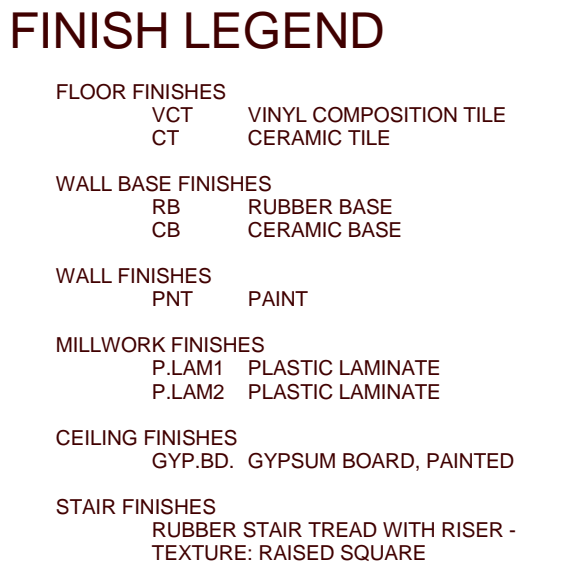 FINISH LEGEND
FLOOR FINISHES
VCT VINYL COMPOSITION TILE
CT CERAMIC TILE
WALL BASE FINISHES
RB RUBBER BASE
CB CERAMIC BASE
WALL FINISHES
PNT PAINT
MILLWORK FINISHES
P.LAM1 PLASTIC LAMINATE
P.LAM2 PLASTIC LAMINATE
CEILING FINISHES
GYP.BD. GYPSUM BOARD, PAINTED
STAIR FINISHES
RUBBER STAIR TREAD WITH RISER -
TEXTURE: RAISED SQUARE